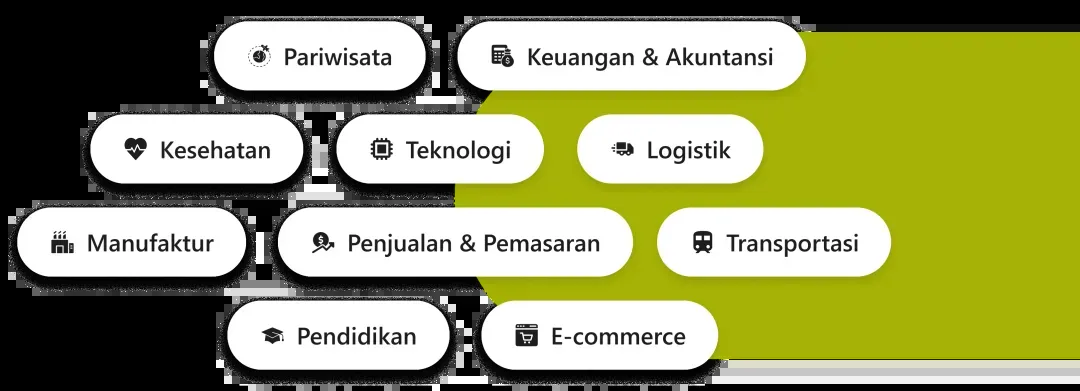 Pariwisata
Keuangan & Akuntansi
Kesehatan
Teknologi
Logistik
Manufaktur
Penjualan & Pemasaran
Transportasi
Pendidikan
E-commerce